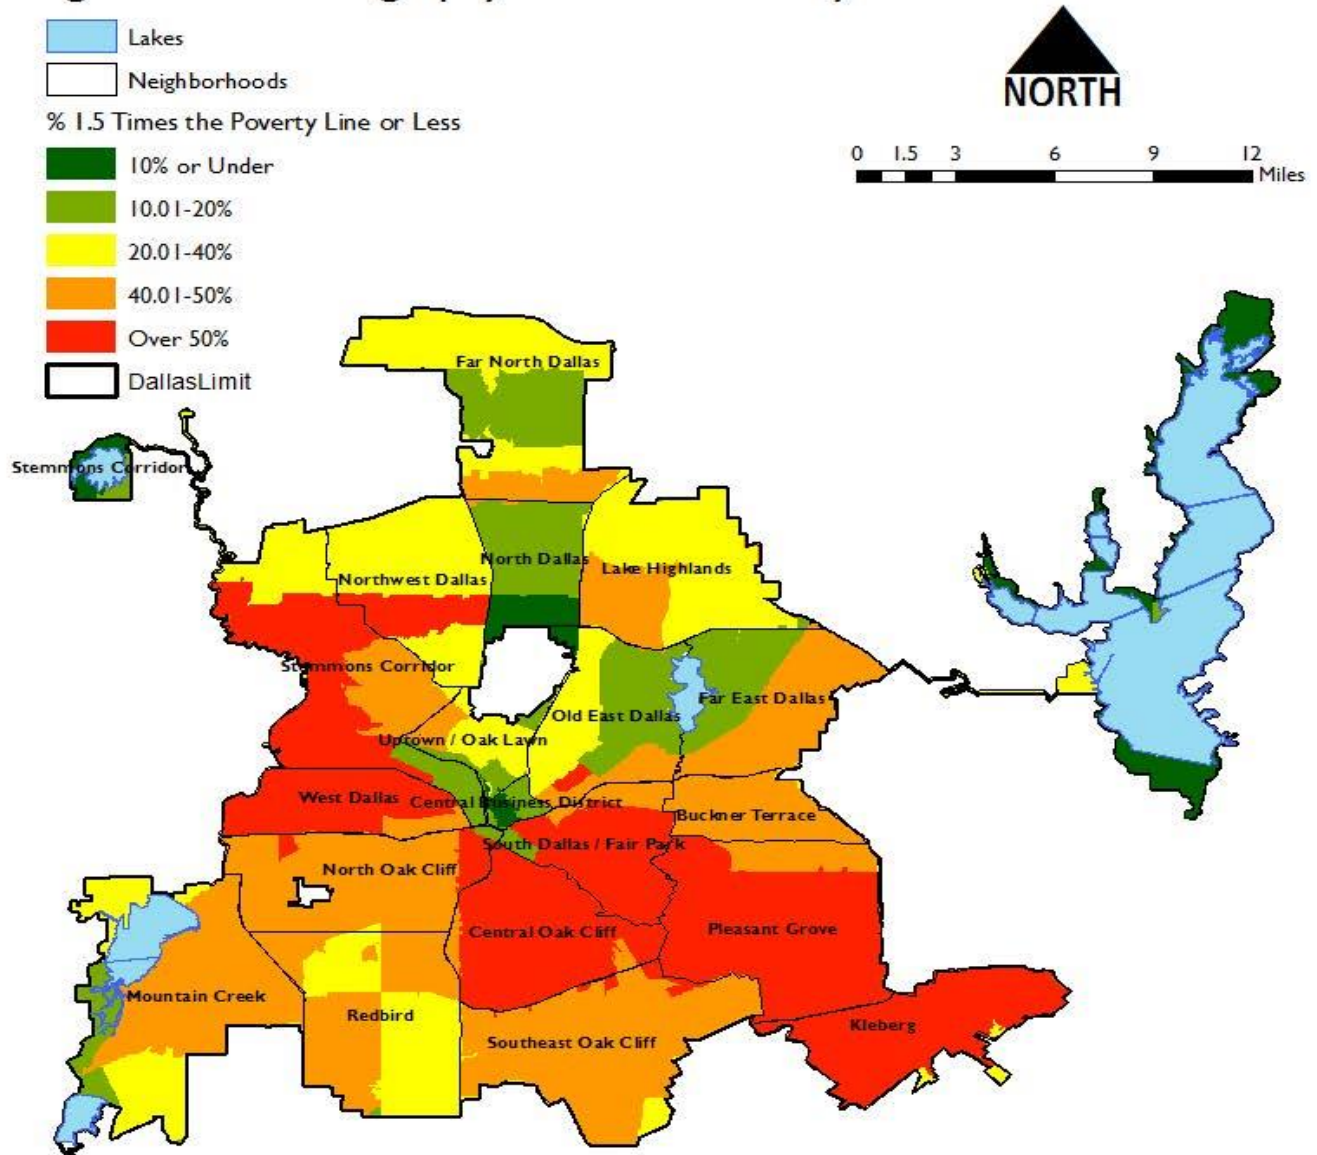 Lakes
Neighborhoods
% 1.5 Times the Poverty Line or Less
10% or Under
10.01-20%
20.01-40%
40.01-50%
Over 50%
DallasLimit
NORTH
0 1.5 3 6 9 12
Miles
Far North Dallas
Stemmons Corridor
North Dallas
Lake Highlands
Northwest Dallas
Stemmons Corridor
Far East Dallas
Old East Dallas
Uptown / Oak Lawn
West Dallas
Central Business District
Buckner Terrace
South Dallas / Fair Park
North Oak Cliff
Central Oak Cliff
Pleasant Grove
Mountain Creek
Redbird
Kleberg
Southeast Oak Cliff